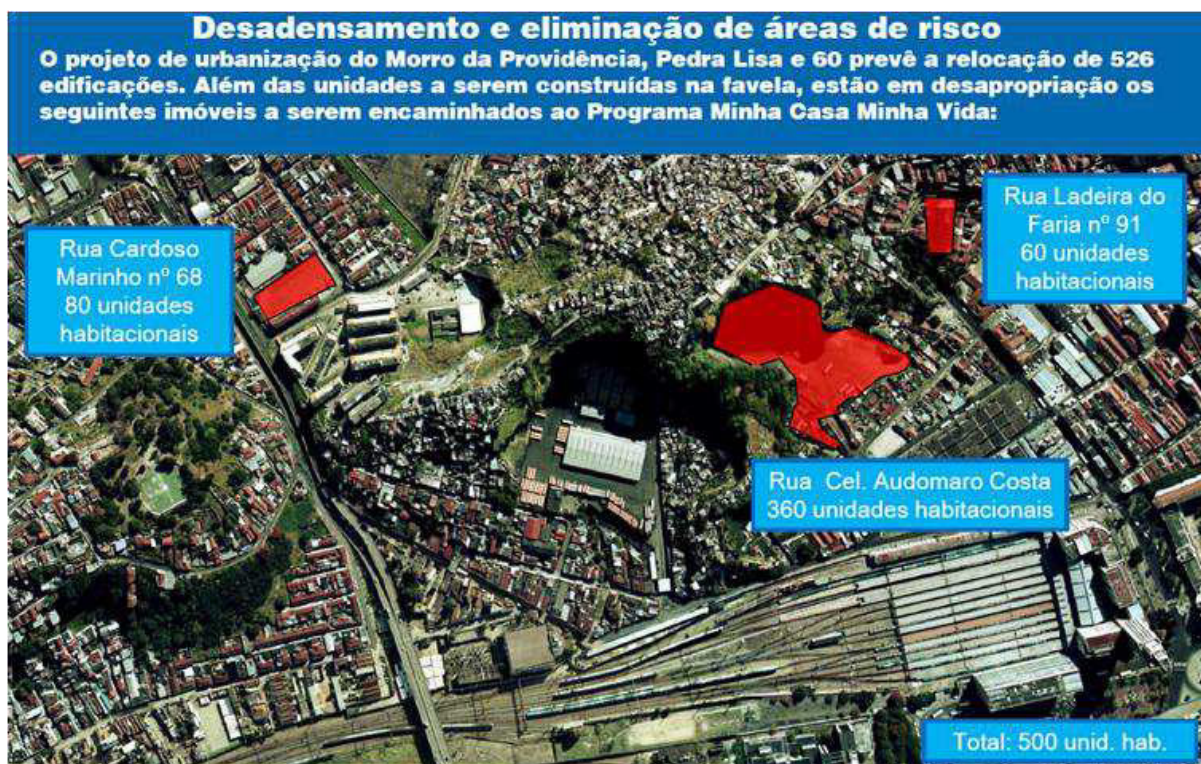 Desadensamento e eliminação de áreas de risco
O projeto de urbanização do Morro da Providência, Pedra Lisa e 60 prevê a relocação de 526
edificações. Além das unidades a serem construídas na favela, estão em desapropriação os
seguintes imóveis a serem encaminhados ao Programa Minha Casa Minha Vida:
Rua Cardoso
Marinho nº 68
80 unidades
habitacionais
Rua Ladeira do
Faria nº 91
60 unidades
habitacionais
Rua Cel. Audomaro Costa
360 unidades habitacionais
Total: 500 unid. hab.